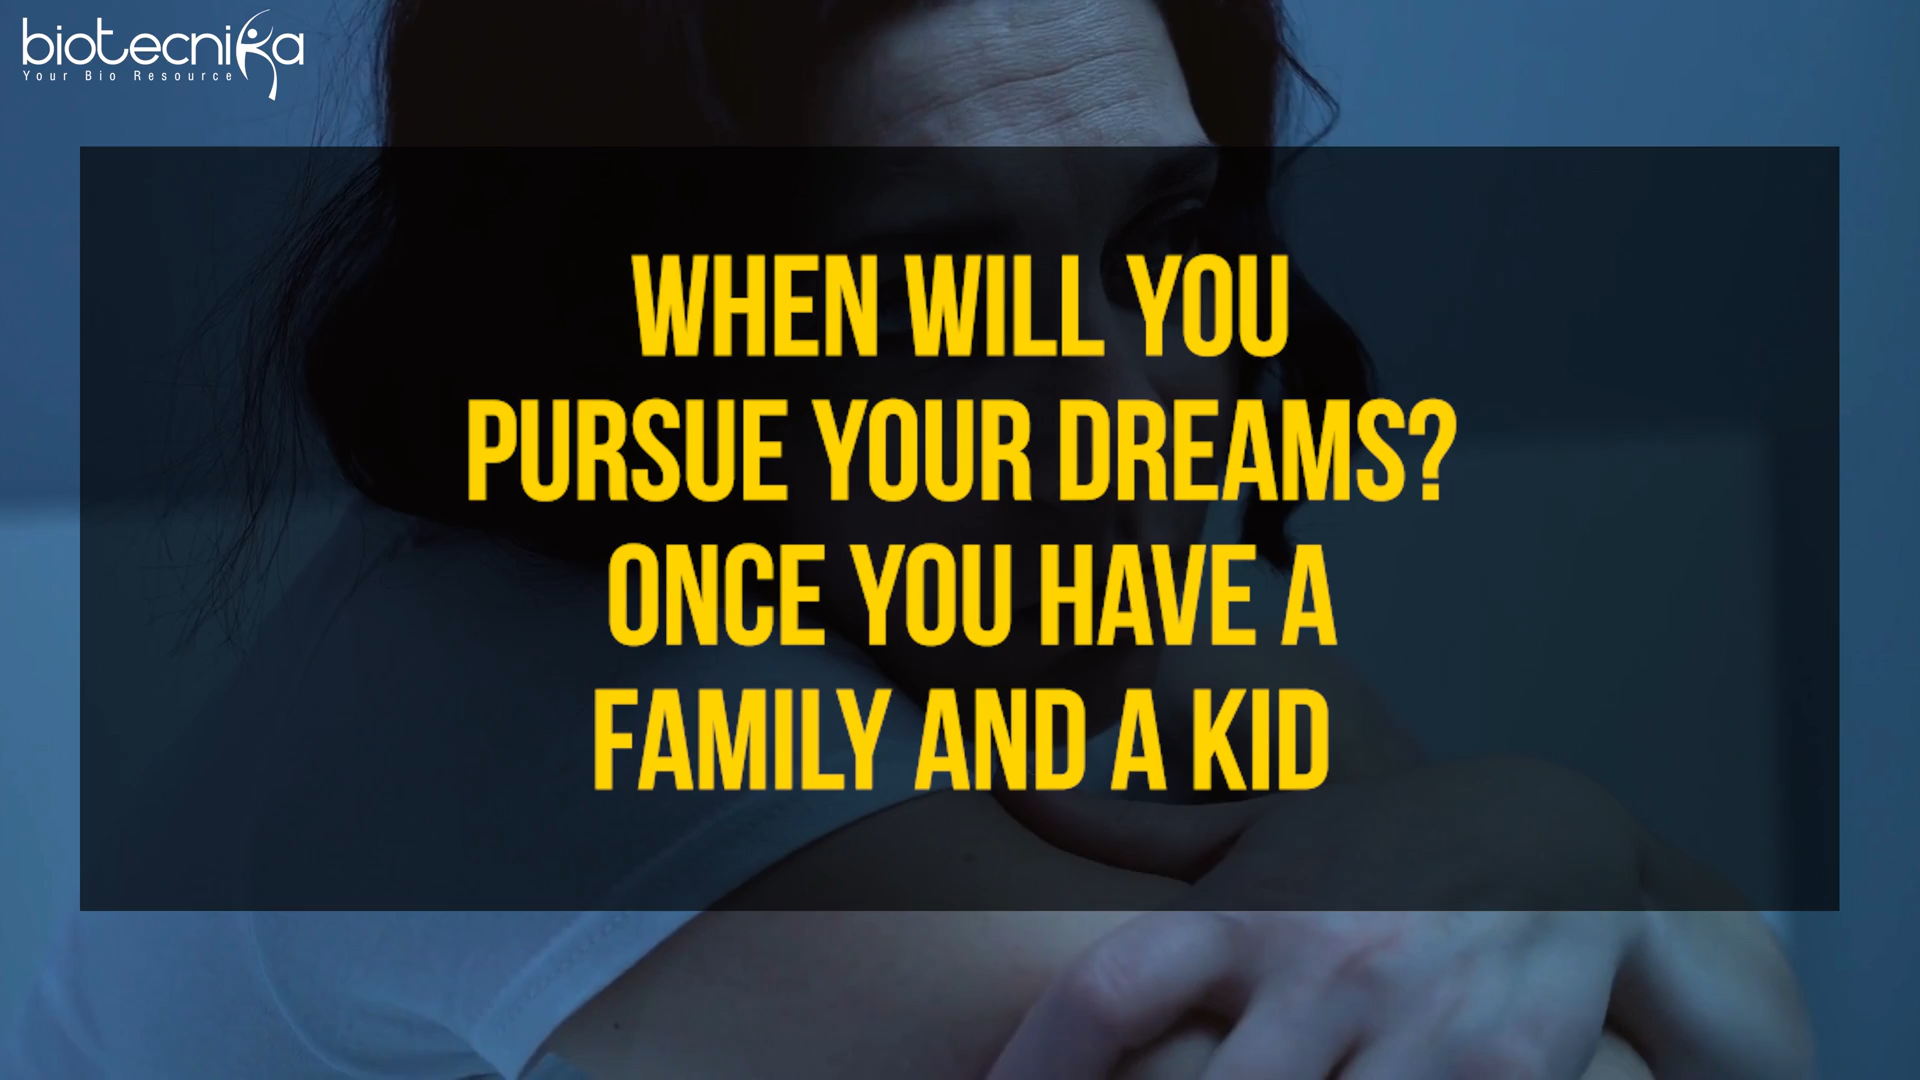 biotecnika
Your Bio Resource
WHEN WILL YOU
PURSUE YOUR DREAMS?
ONCE YOU HAVE A
FAMILY AND A KID